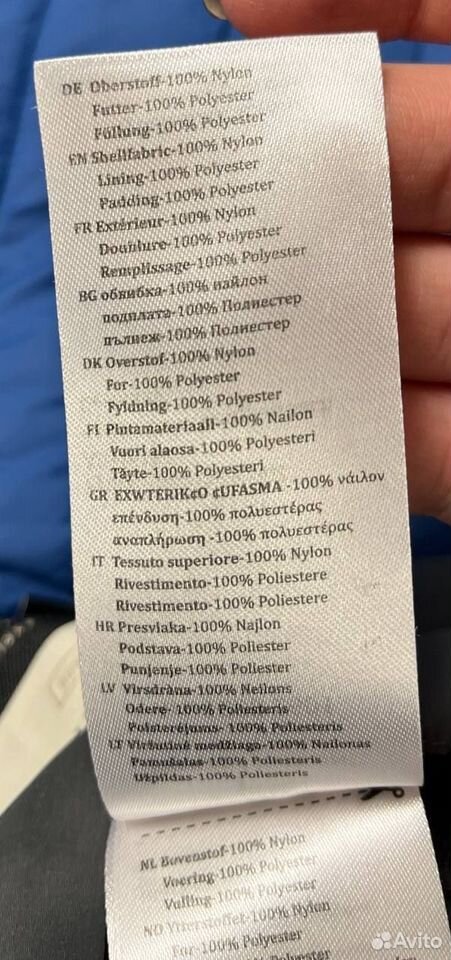 DE Oberstoff-100% Nylon
Futter-100% Polyester
Füllung-100% Polyester
EN Shellfabric-100% Nylon
Lining-100% Polyester
Padding-100% Polyester
FR Extérieur-100% Nylon
Doublure-100% Polyester
Remplissage-100% Polyester
BG обвивка-100% найлон
подплата-100% Полиестер
пълнеж-100% Полиестер
DK Overstof-100% Nylon
For-100% Polyester
Fyldning-100% Polyester
FI Pintamateriaali-100% Nailon
Vuori alaosa-100% Polyesteri
Täyte-100% Polyesteri
GR EXWTERIK¢O ¢UFASMA -100% νάιλον
επένδυση-100% πολυεστέρας
αναπλήρωση -100% πολυεστέρας
IT Tessuto superiore-100% Nylon
Rivestimento-100% Poliestere
Rivestimento-100% Poliestere
HR Presvlaka-100% Najlon
Podstava-100% Poliester
Punjenje-100% Poliester
LV Virsdrāna-100% Neilons
Odere- 100% Poliesteris
Polsterējums- 100% Poliesteris
LT Viršutinė medžiaga-100% Nailonas
Pamušalas-100% Poliesteris
Užpildas-100% Poliesteris
NL Bovenstof-100% Nylon
Voering-100% Polyester
Vulling-100% Polyester
NO Ytterstoffet-100% Nylon
For-100% Polyester
Polyester
Avito